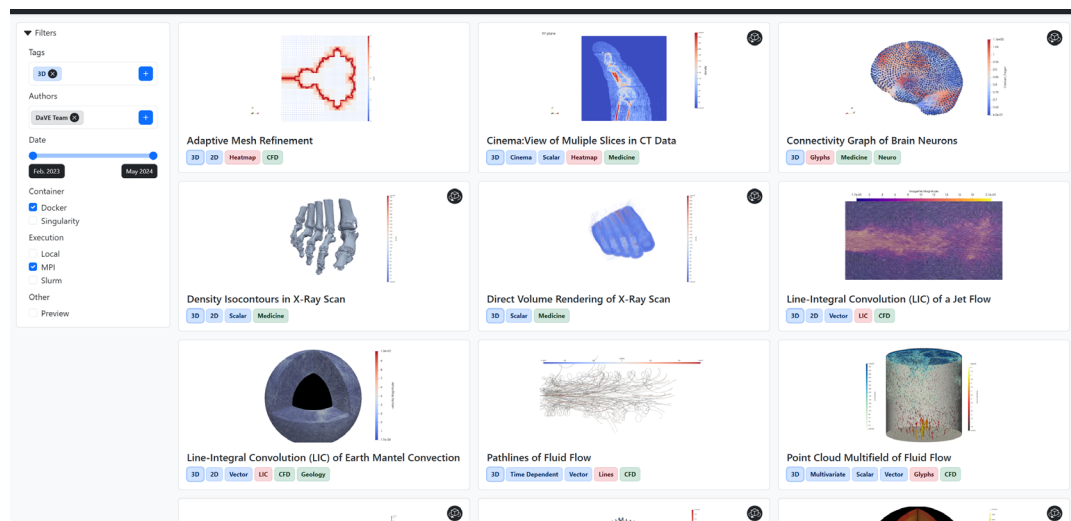 Filters
Tags
3D
Authors
DaVE Team
Date
Feb. 2023 May 2024
Container
Docker
Singularity
Execution
Local
MPI
Slurm
Other
Preview
Adaptive Mesh Refinement
3D 2D Heatmap CFD
Cinema:View of Muliple Slices in CT Data
3D Cinema Scalar Heatmap Medicine
Connectivity Graph of Brain Neurons
3D Glyphs Medicine Neuro
Density Isocontours in X-Ray Scan
3D 2D Scalar Medicine
Direct Volume Rendering of X-Ray Scan
3D Scalar Medicine
Line-Integral Convolution (LIC) of a Jet Flow
3D 2D Vector LIC CFD
Line-Integral Convolution (LIC) of Earth Mantel Convection
3D 2D Vector LIC CFD Geology
Pathlines of Fluid Flow
3D Time Dependent Vector Lines CFD
Point Cloud Multifield of Fluid Flow
3D Multivariate Scalar Vector Glyphs CFD